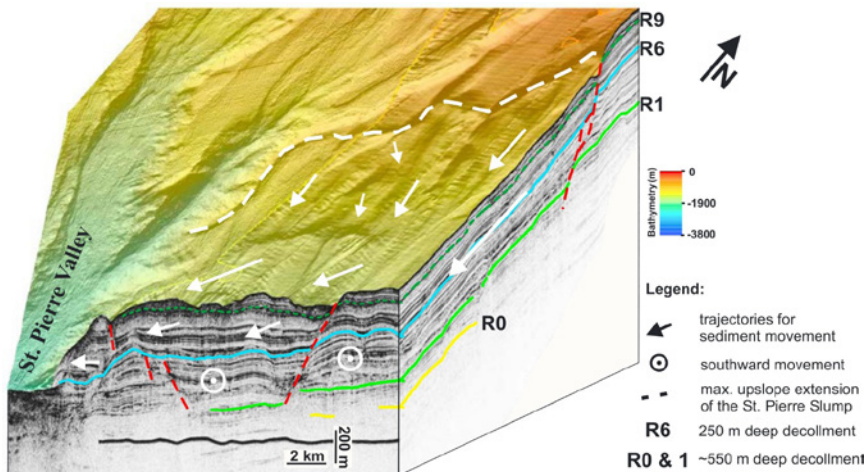 R9
R6
R1
N
Bathymetry (m)
0
-1900
-3800
St. Pierre Valley
R0
2 km
200 m
Legend:
trajectories for
sediment movement
southward movement
max. upslope extension
of the St. Pierre Slump
R6 250 m deep decollment
R0 & 1 ~550 m deep decollment